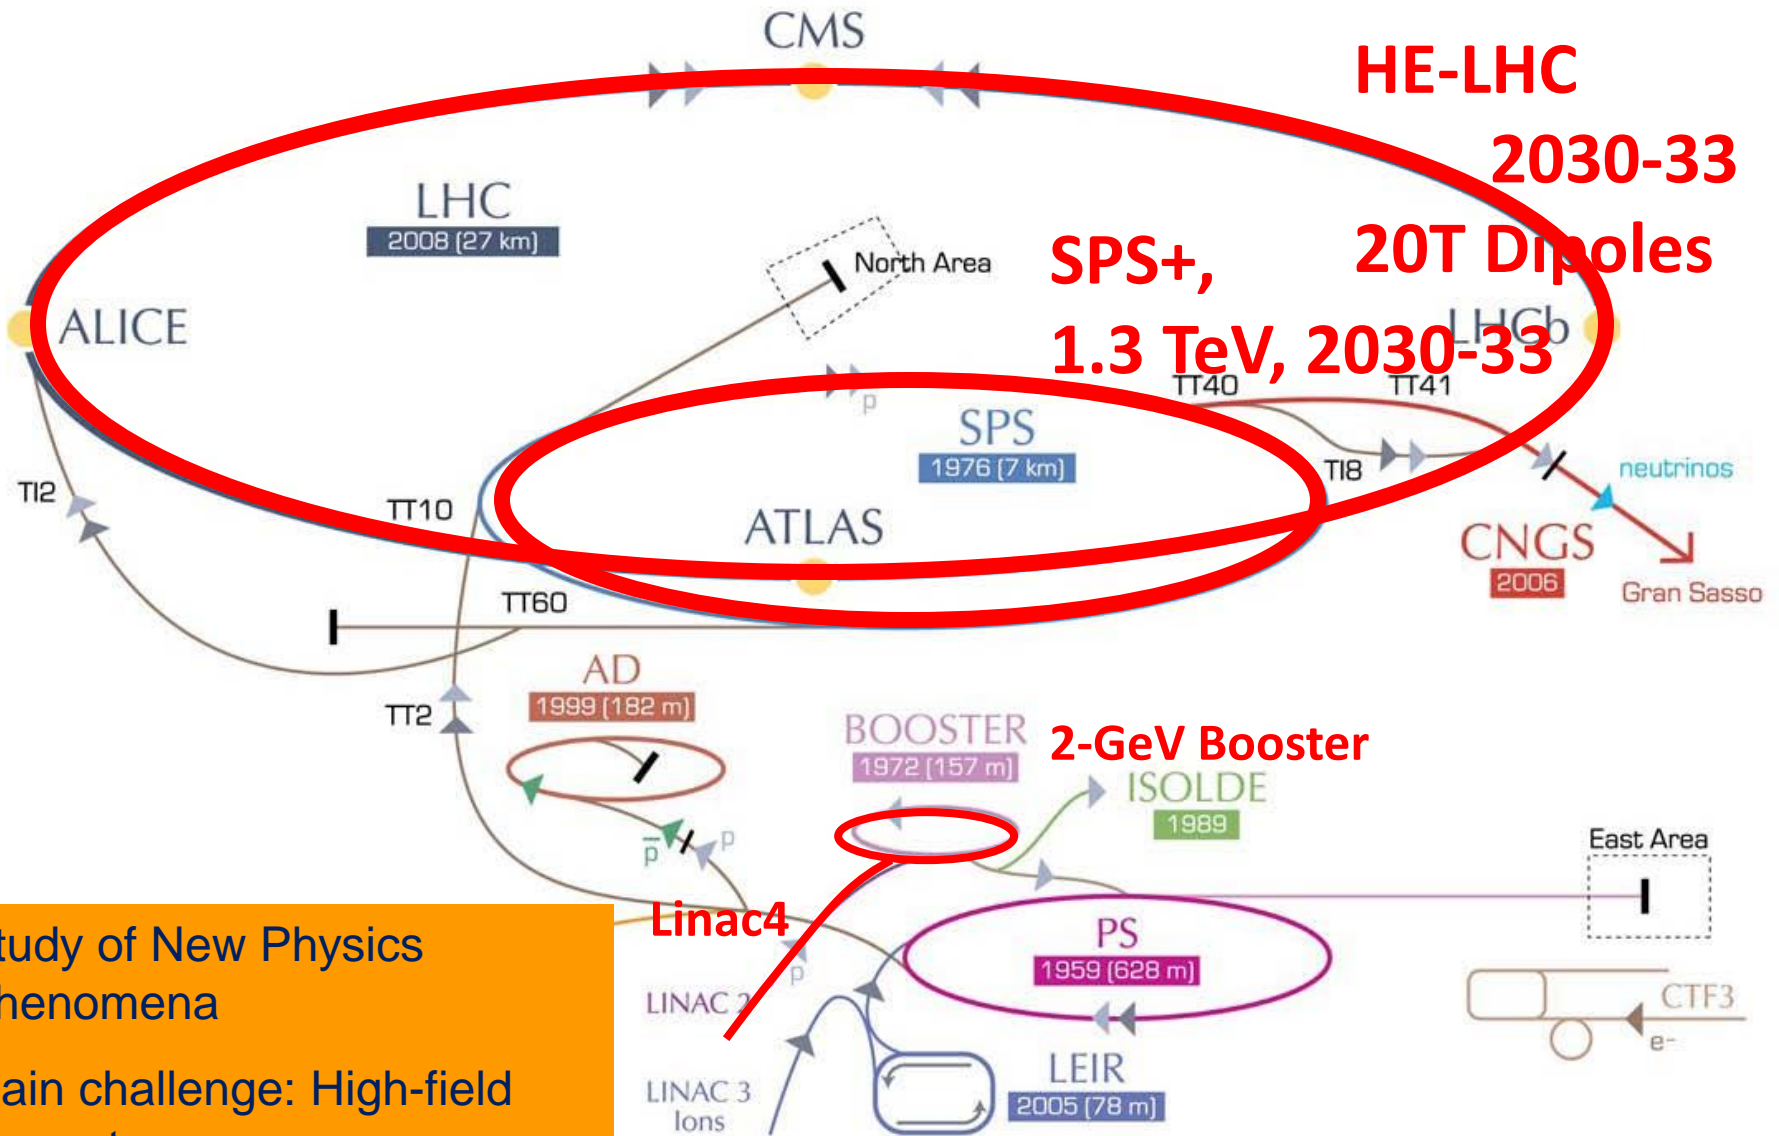 CMS
HE-LHC
2030-33
20T Dipoles
LHC
2008 (27 km)
North Area
SPS+,
1.3 TeV, 2030-33
ALICE
LHCb
TT40
TT41
p
SPS
1976 (7 km)
TI8
neutrinos
TI2
TT10
ATLAS
CNGS
2006
Gran Sasso
TT60
AD
1999 (182 m)
TT2
BOOSTER
1972 (157 m)
2-GeV Booster
ISOLDE
1989
p
p
East Area
Linac4
PS
1959 (628 m)
p
LINAC 2
CTF3
e-
LEIR
2005 (78 m)
LINAC 3
Ions
tudy of New Physics
henomena
ain challenge: High-field